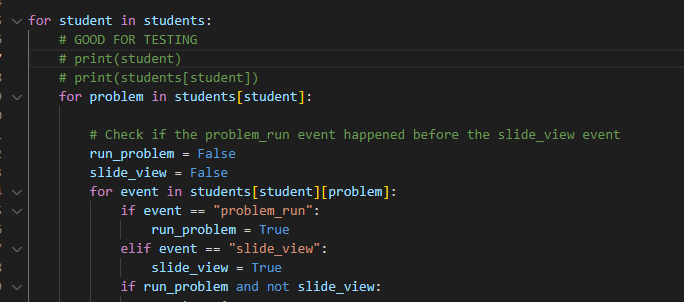 for student in students:
# GOOD FOR TESTING
# print(student)
# print(students[student])
for problem in students[student]:
# Check if the problem_run event happened before the slide_view event
run_problem = False
slide_view = False
for event in students[student][problem]:
if event == "problem_run":
run_problem = True
elif event == "slide_view":
slide_view = True
if run_problem and not slide_view: